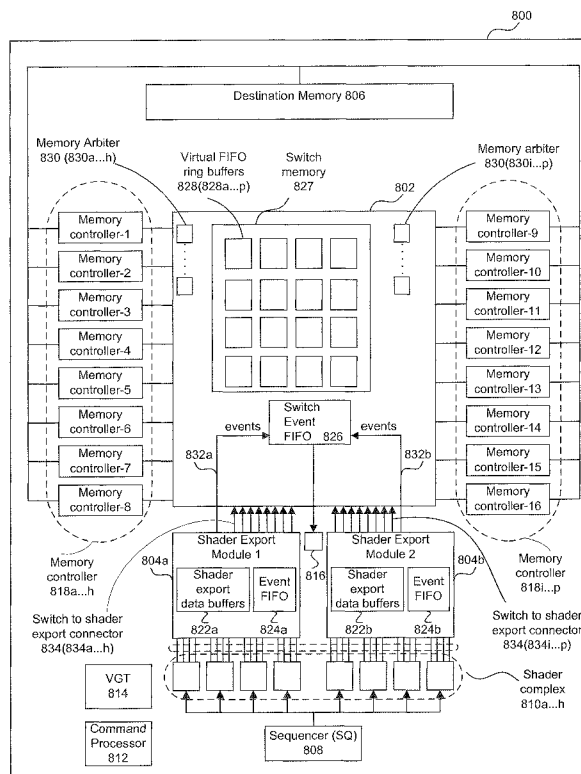 800
Destination Memory 806
Memory Arbiter
830 (830a...h)
Virtual FIFO
ring buffers
828(828a...p)
Switch
memory
827
802
Memory arbiter
830(830i...p)
Memory
controller-1
Memory
controller-2
Memory
controller-3
Memory
controller-4
Memory
controller-5
Memory
controller-6
Memory
controller-7
Memory
controller-8
Memory
controller-9
Memory
controller-10
Memory
controller-11
Memory
controller-12
Memory
controller-13
Memory
controller-14
Memory
controller-15
Memory
controller-16
events
Switch
Event
FIFO 826
events
832a
832b
Memory
controller
818a...h
804a
Shader Export
Module 1
Shader
export
data buffers
Event
FIFO
822a
824a
816
Shader Export
Module 2
Shader
export
data buffers
Event
FIFO
822b
824b
804b
Memory
controller
818i...p
Switch to shader
export connector
834(834a...h)
Switch to shader
export connector
834(834i...p)
VGT
814
Command
Processor
812
Sequencer (SQ)
808
Shader
complex
810a...h